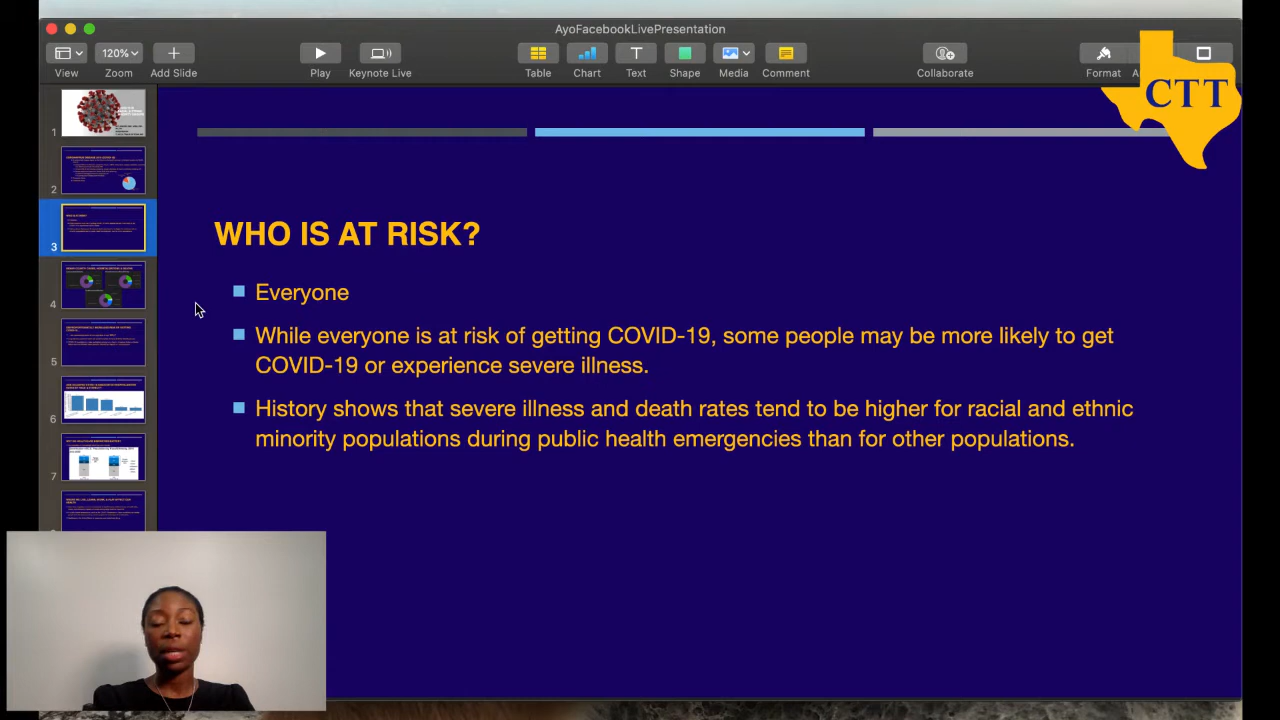 AyoFacebookLivePresentation
120%
View
Zoom
Add Slide
Play
Keynote Live
Table
Chart
Text
Shape
Media
Comment
Collaborate
Format
CTT
1
2
3
4
5
6
7
WHO IS AT RISK?
Everyone
While everyone is at risk of getting COVID-19, some people may be more likely to get
COVID-19 or experience severe illness.
History shows that severe illness and death rates tend to be higher for racial and ethnic
minority populations during public health emergencies than for other populations.